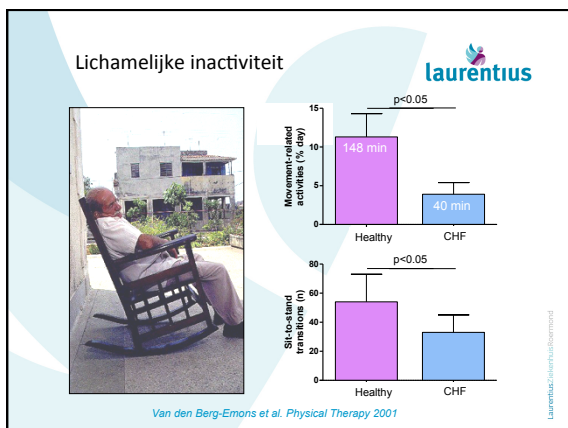 Lichamelijke inactiviteit
laurentius
p<0.05
Movement-related
activities (% day)
15
10
5
0
148 min
40 min
Healthy
CHF
p<0.05
Sit-to-stand
transitions (n)
80
60
40
20
0
Healthy
CHF
Van den Berg-Emons et al. Physical Therapy 2001
LaurentiusZiekenhuisRoermond